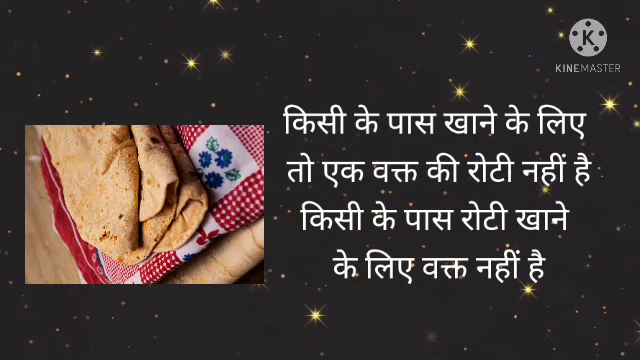 KINEMASTER
किसी के पास खाने के लिए
तो एक वक्त की रोटी नहीं है
किसी के पास रोटी खाने
के लिए वक्त नहीं है